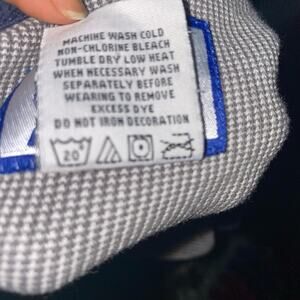 MACHINE WASH COLD
NON-CHLORINE BLEACH
TUMBLE DRY LOW HEAT
WHEN NECESSARY WASH
SEPARATELY BEFORE
WEARING TO REMOVE
EXCESS DYE
DO NOT IRON DECORATION
20°